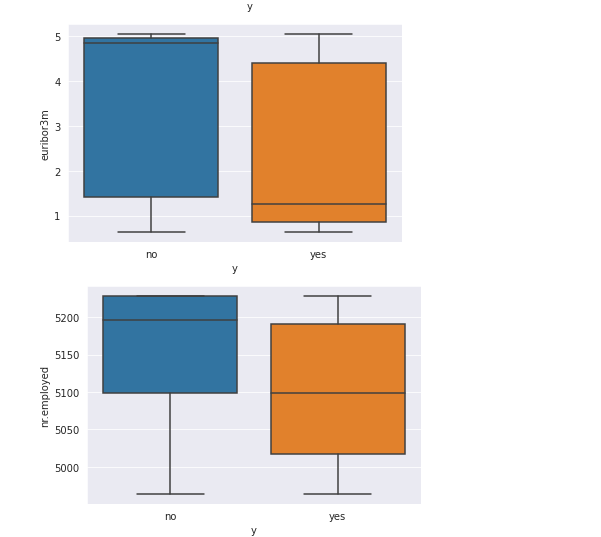 y
5
4
3
2
1
euribor3m
no yes
y
5200
5150
5100
5050
5000
nr.employed
no yes
y